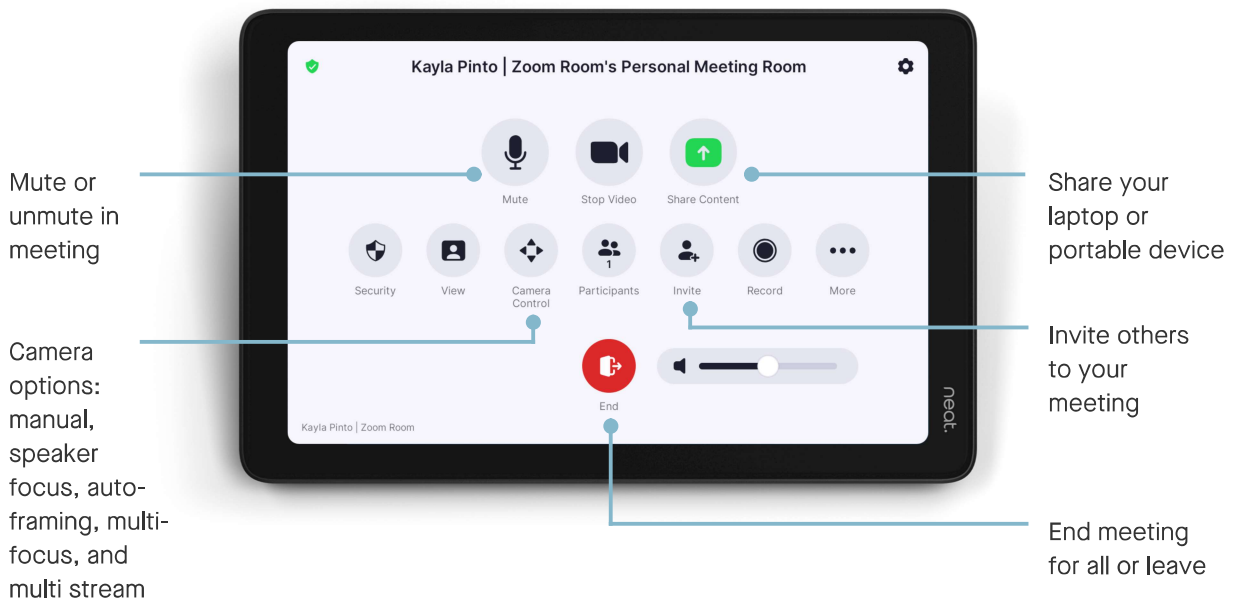 Kayla Pinto | Zoom Room's Personal Meeting Room
Mute
Stop Video
Share Content
Security
View
Camera
Control
1
Participants
Invite
Record
More
End
Kayla Pinto | Zoom Room
neat.
Mute or
unmute in
meeting
Camera
options:
manual,
speaker
focus, auto-
framing, multi-
focus, and
multi stream
Share your
laptop or
portable device
Invite others
to your
meeting
End meeting
for all or leave